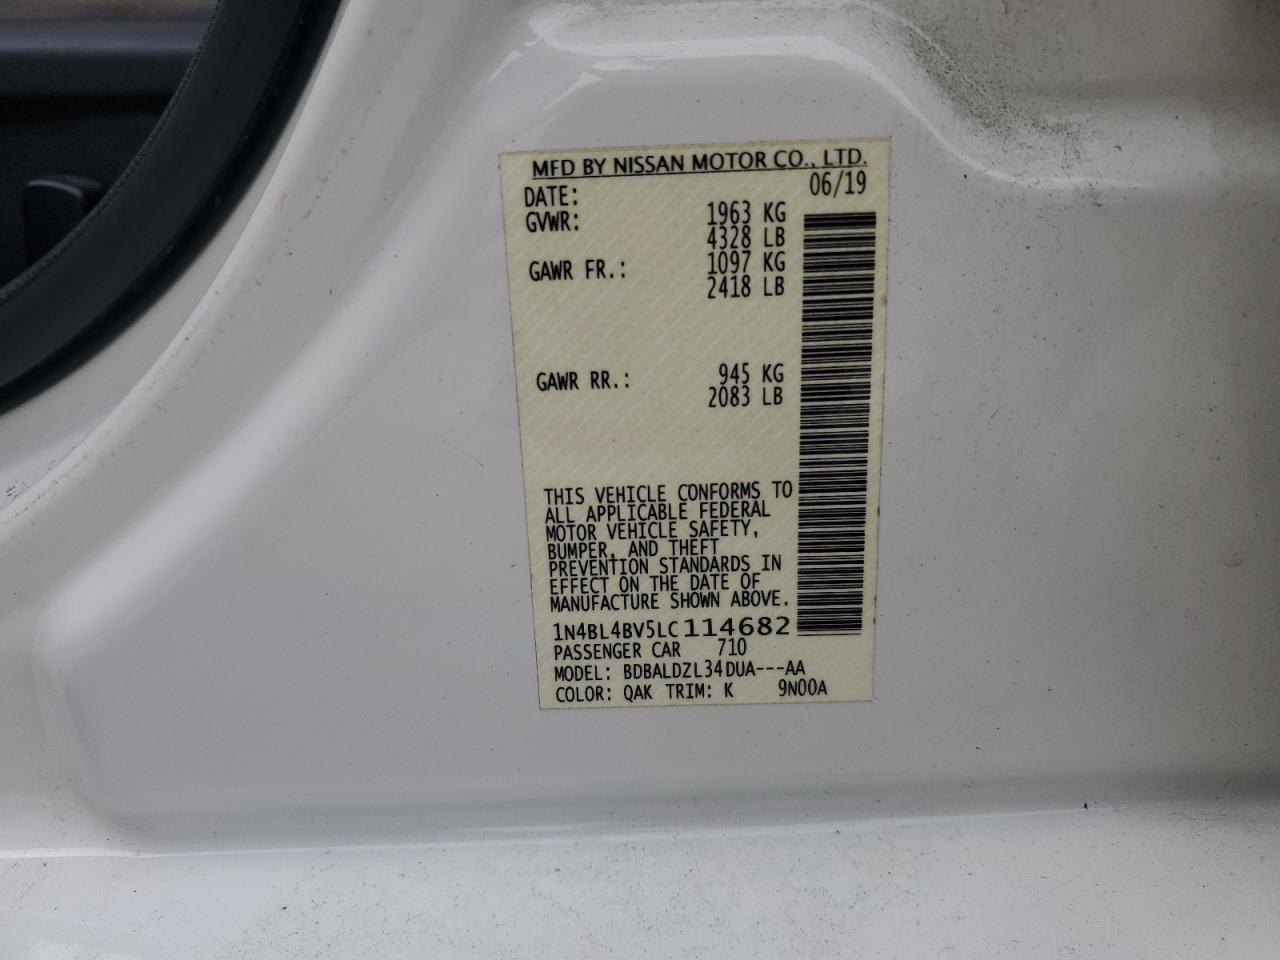 MFD BY NISSAN MOTOR CO., LTD.
DATE: 06/19
GVWR: 1963 KG
4328 LB
GAWR FR.: 1097 KG
2418 LB
GAWR RR.: 945 KG
2083 LB
THIS VEHICLE CONFORMS TO
ALL APPLICABLE FEDERAL
MOTOR VEHICLE SAFETY,
BUMPER, AND THEFT
PREVENTION STANDARDS IN
EFFECT ON THE DATE OF
MANUFACTURE SHOWN ABOVE.
1N4BL4BV5LC114682
PASSENGER CAR 710
MODEL: BDBALDZL34DUA---AA
COLOR: QAK TRIM: K 9N00A